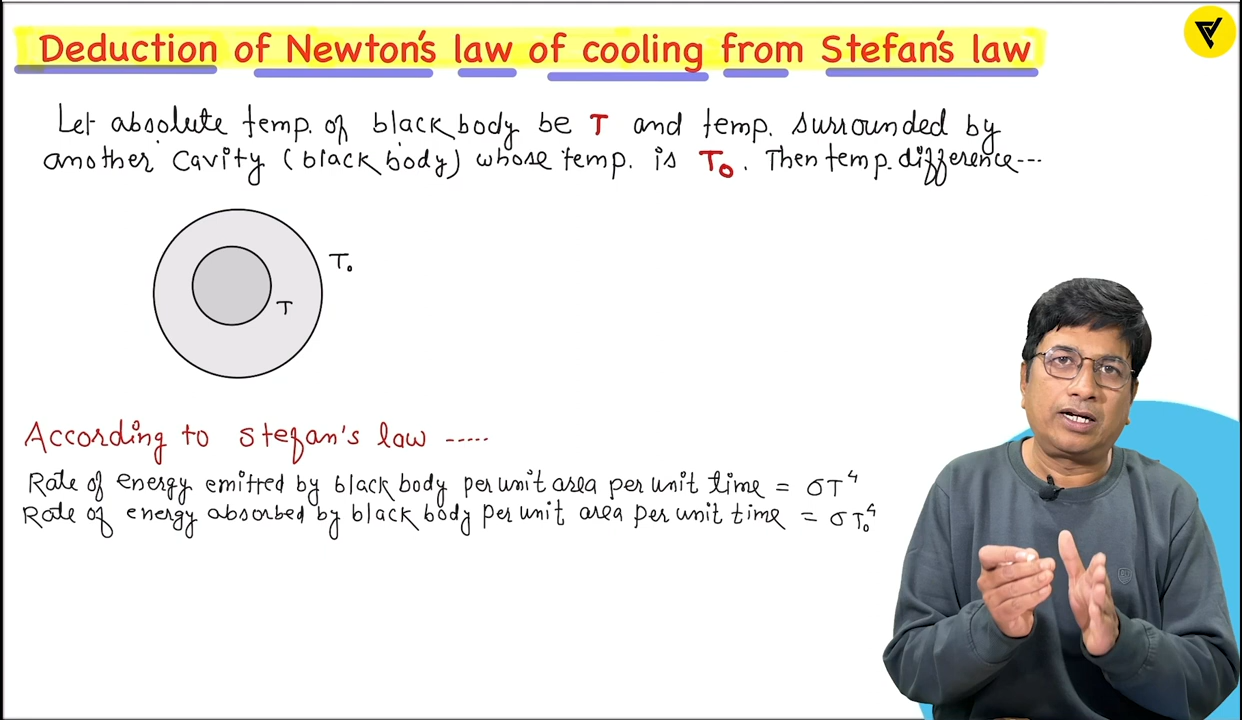 Deduction of Newton's law of cooling from Stefan's law
Let absolute temp. of black body be T and temp. surrounded by
another cavity (black body) whose temp. is T₀. Then temp. difference---
T₀
T
According to Stefan's law -----
Rate of energy emitted by black body per unit area per unit time = σT⁴
Rate of energy absorbed by black body per unit area per unit time = σT₀⁴